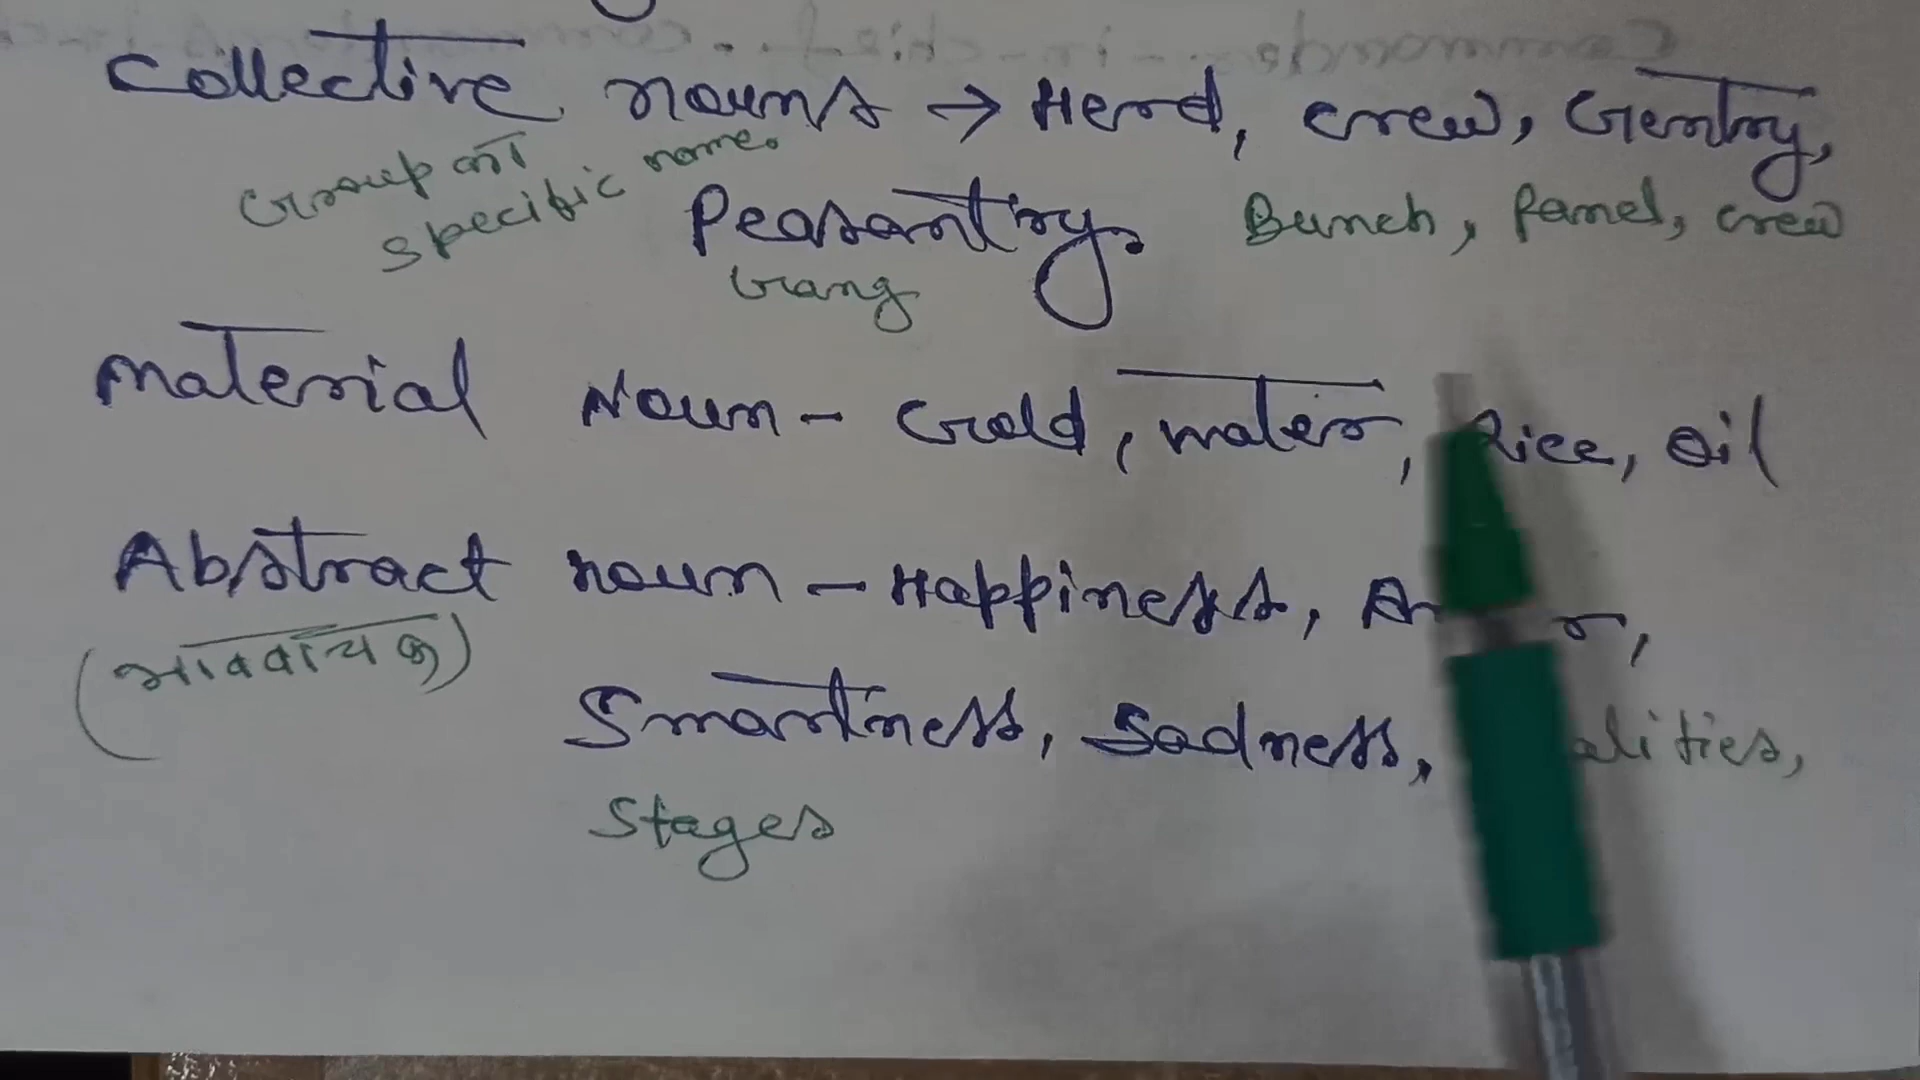 Collective nouns → Herd, crew, Gentry,
Group का specific name.
Peasantry. Bunch, Panel, crew
Gang
Material Noun - Gold, water, Rice, Oil
Abstract noun - Happiness,
(भाववाचक)
Smartness, Sadness,
Stages